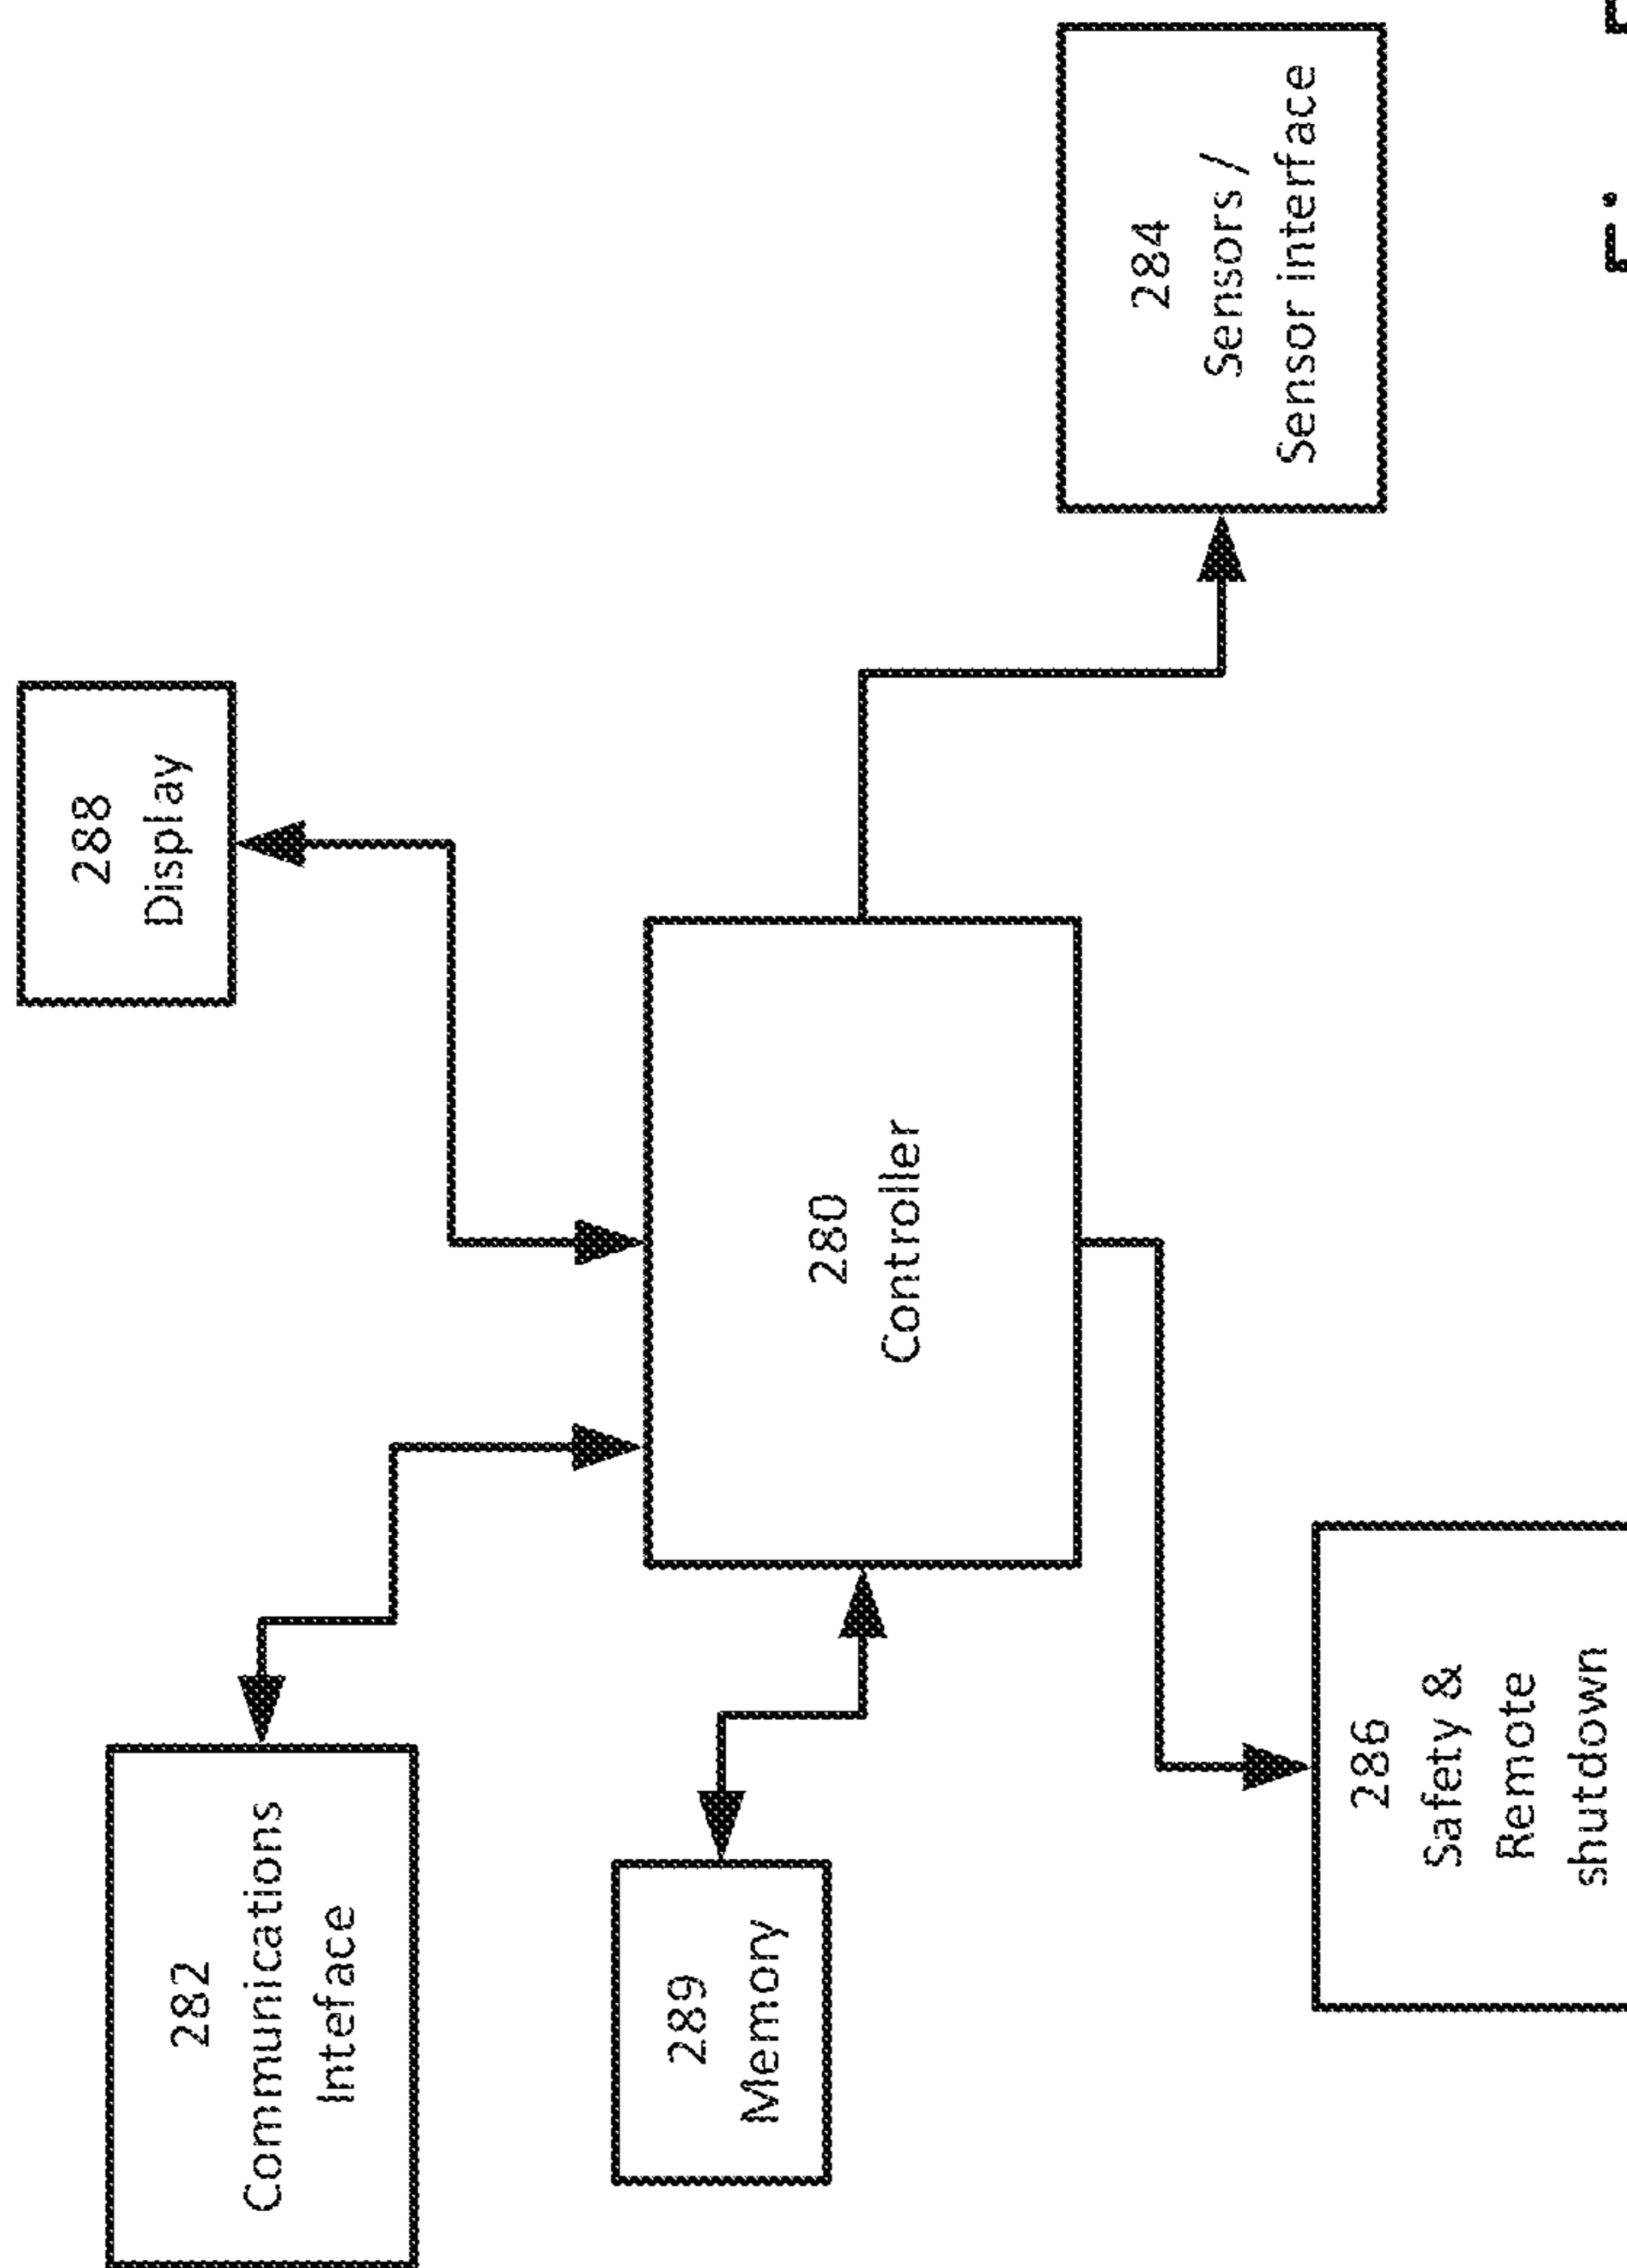 282
Communications
Inteface
288
Display
289
Memory
280
Controller
284
Sensors /
Sensor interface
286
Safety &
Remote
shutdown